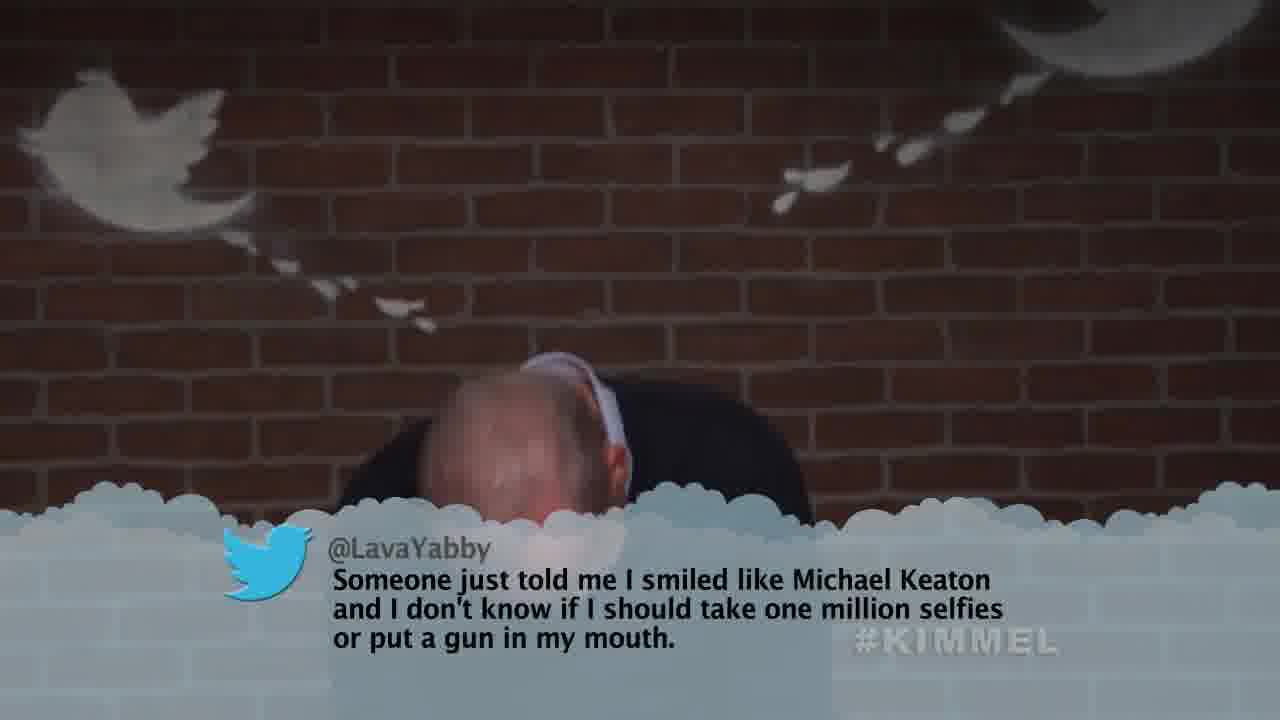 @LavaYabby
Someone just told me I smiled like Michael Keaton
and I don't know if I should take one million selfies
or put a gun in my mouth.
#KIMMEL